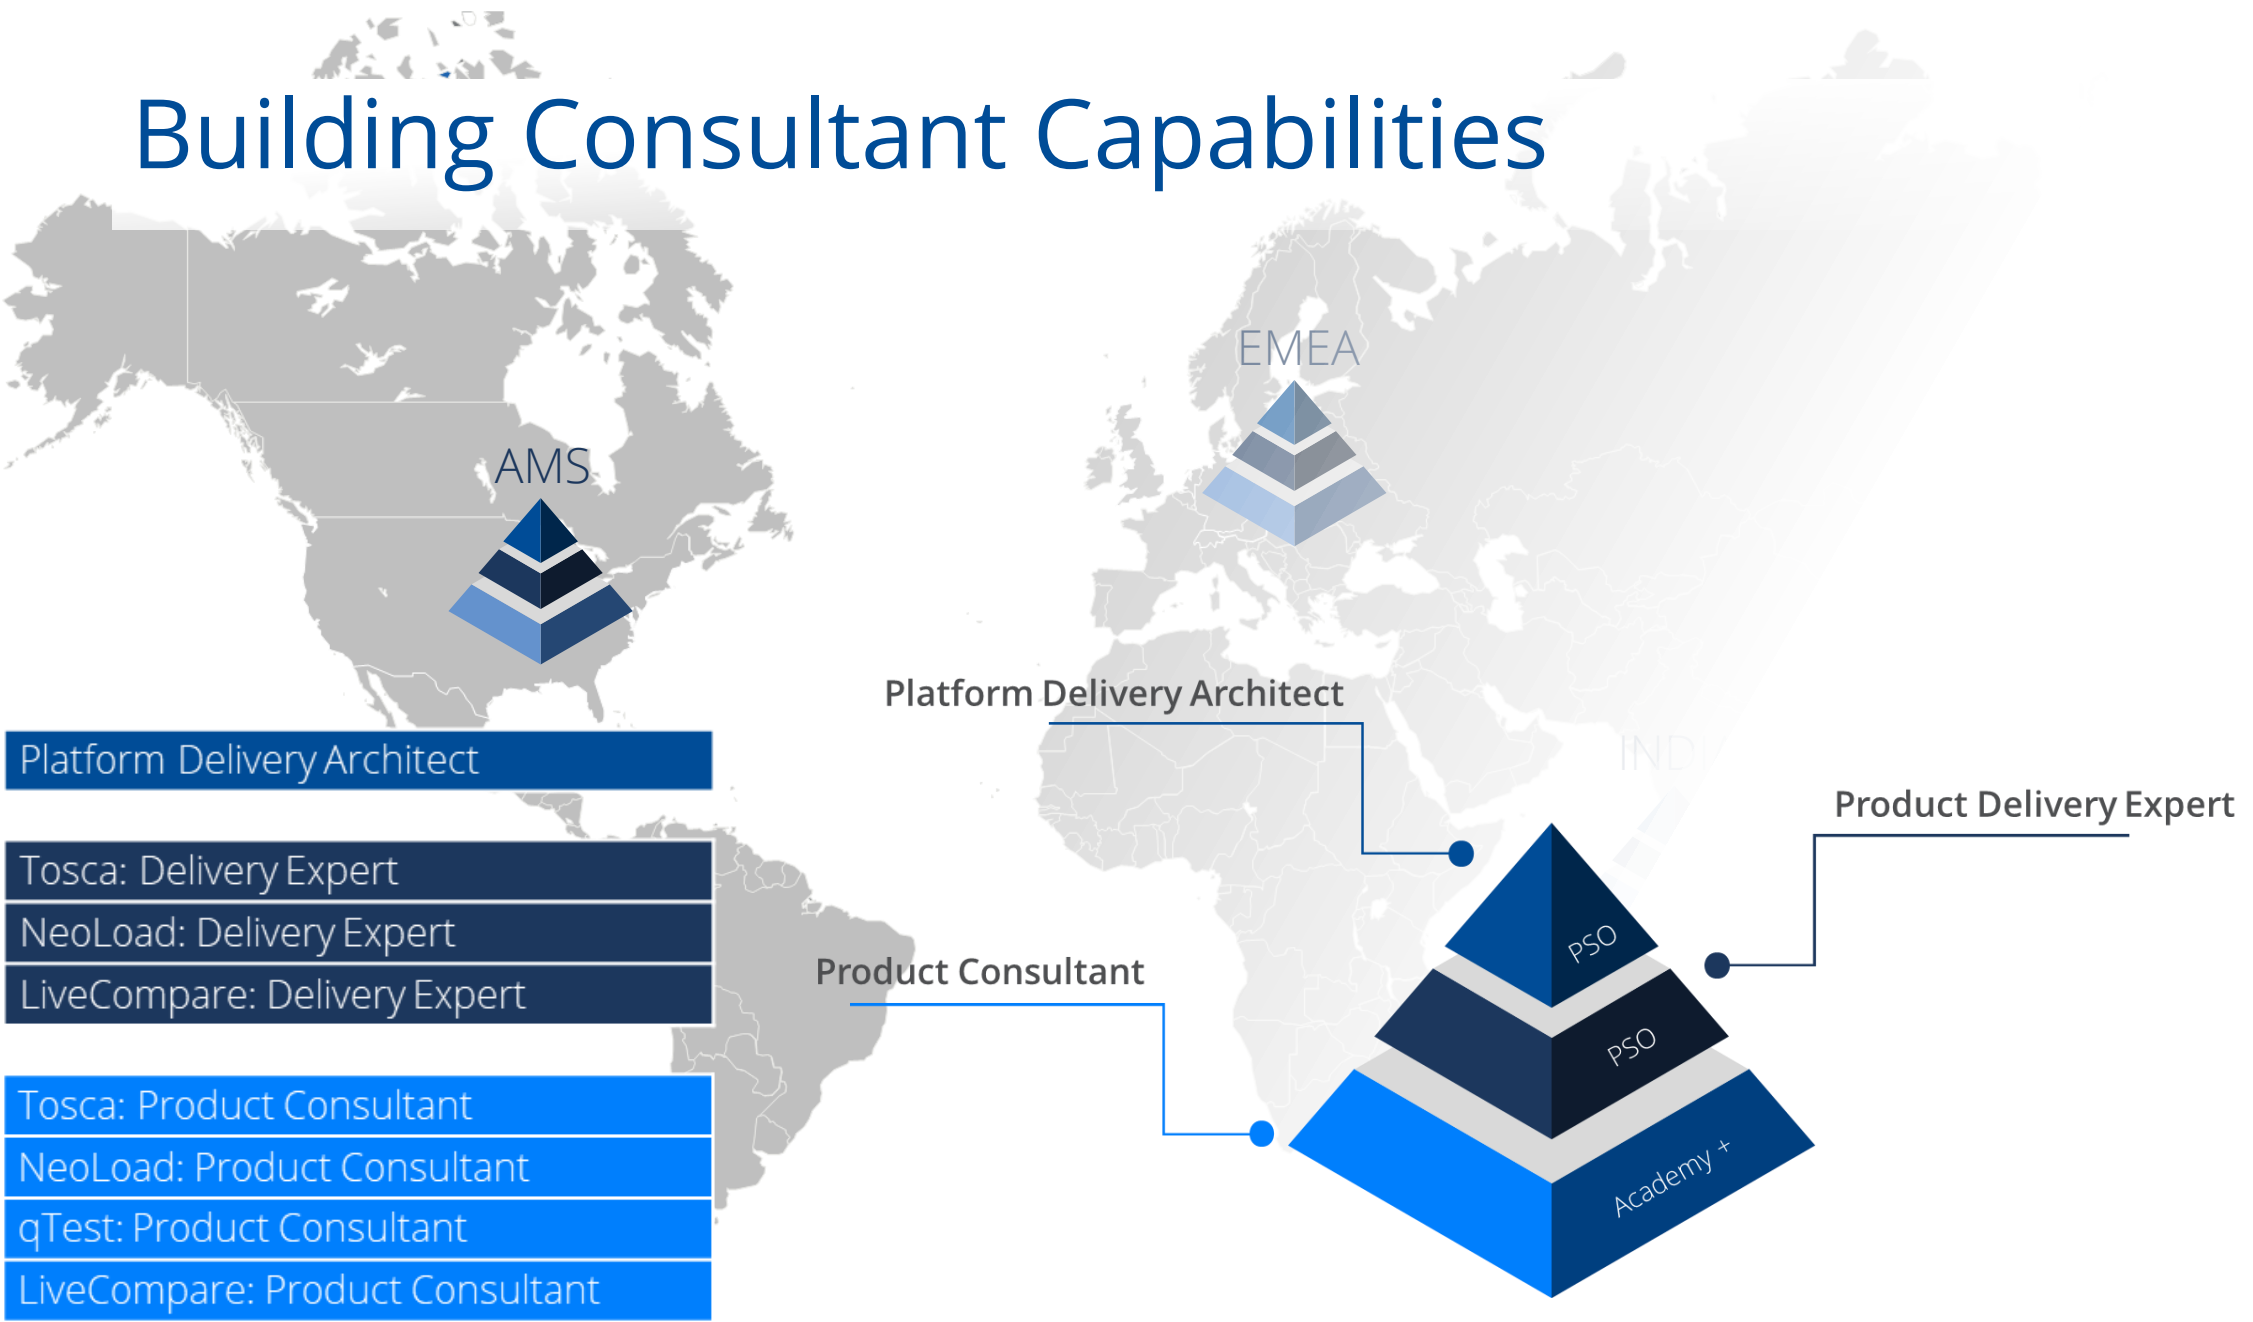 Building Consultant Capabilities
EMEA
AMS
Platform Delivery Architect
Platform Delivery Architect
Product Delivery Expert
Tosca: Delivery Expert
NeoLoad: Delivery Expert
LiveCompare: Delivery Expert
Product Consultant
PSO
PSO
Academy +
Tosca: Product Consultant
NeoLoad: Product Consultant
qTest: Product Consultant
LiveCompare: Product Consultant